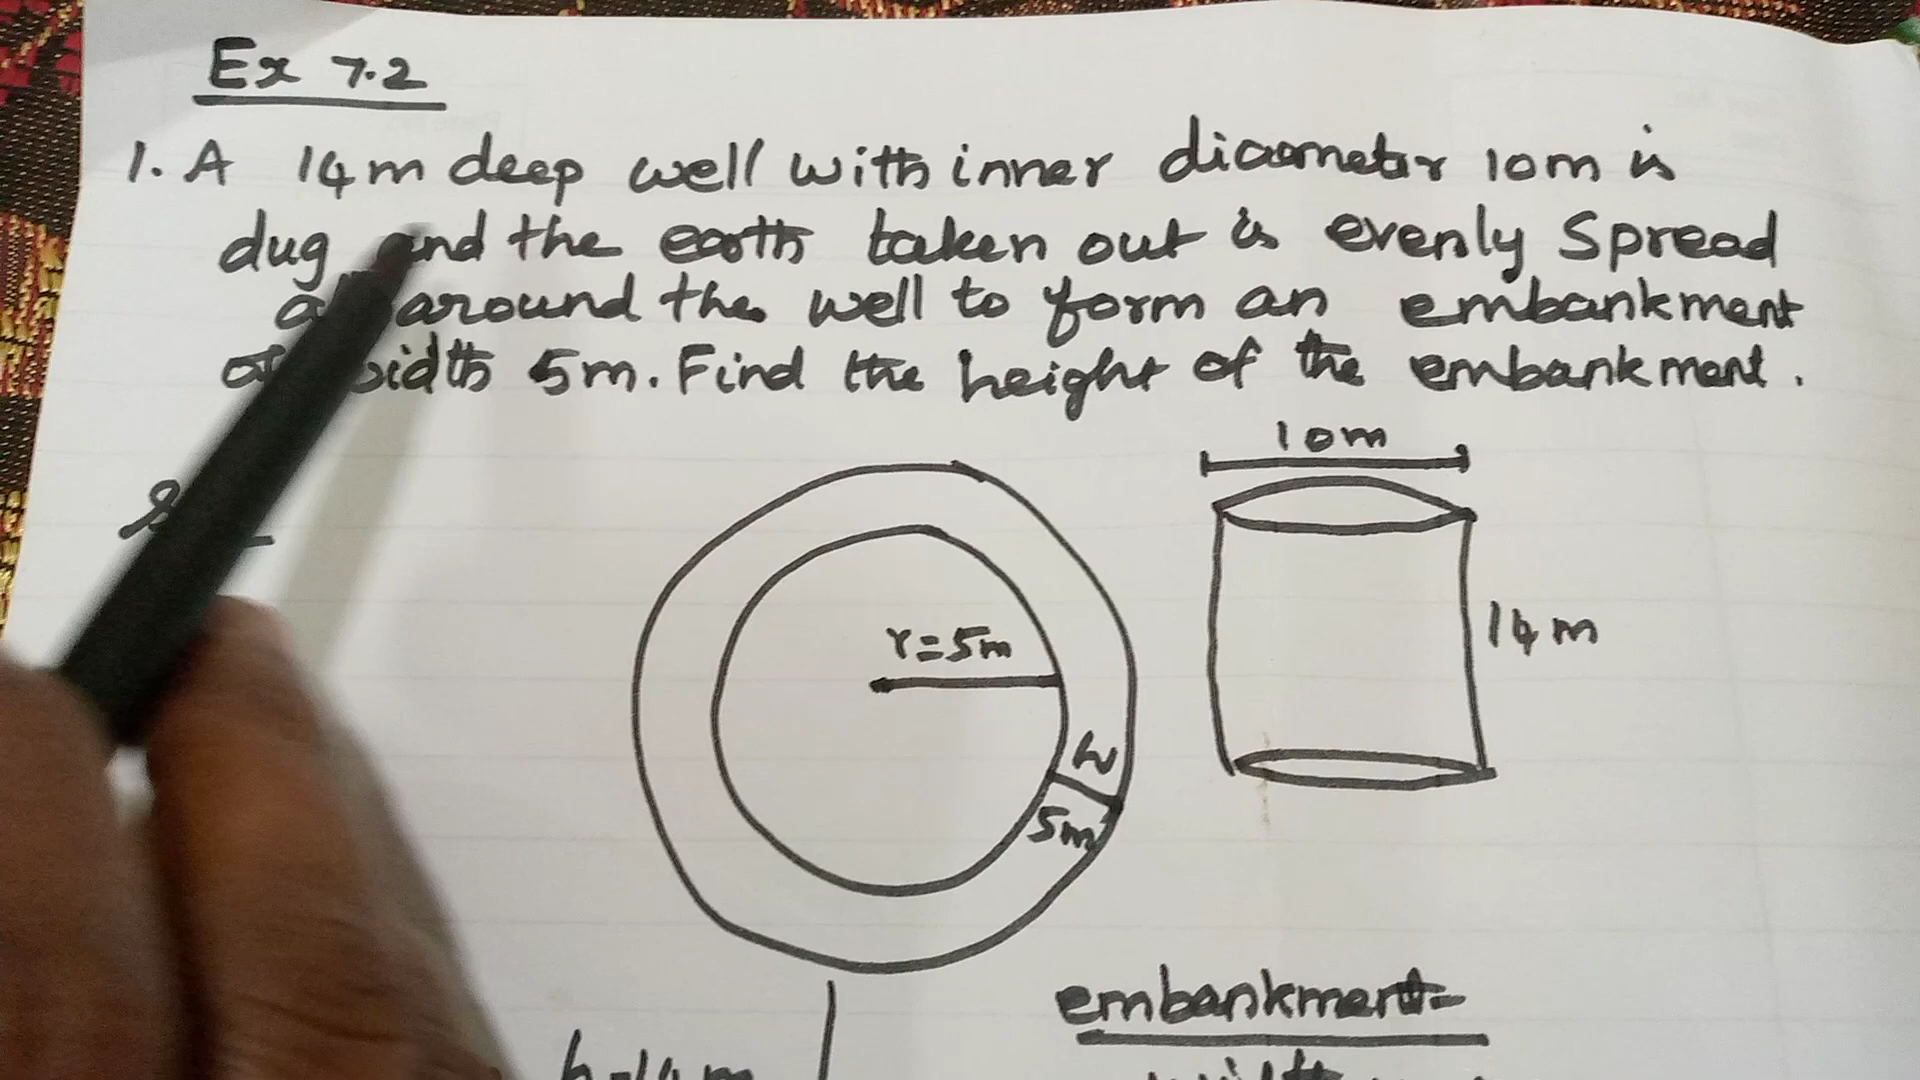 Ex 7.2
1. A 14m deep well with inner diameter 10m is
dug and the earth taken out is evenly Spread
around the well to form an embankment
5m. Find the height of the embankment.
10m
r=5m
14m
w
5m
embankment